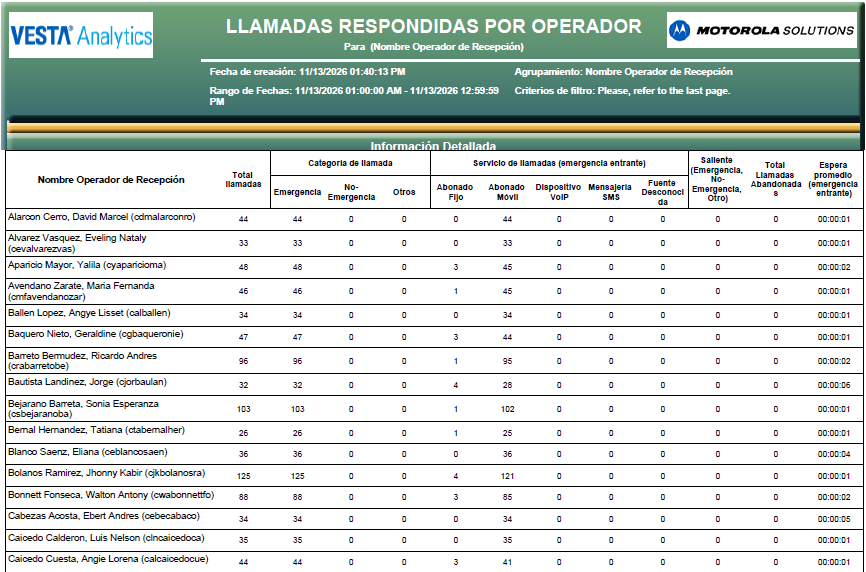 VESTA® Analytics
LLAMADAS RESPONDIDAS POR OPERADOR
Para (Nombre Operador de Recepción)
MOTOROLA SOLUTIONS
Fecha de creación: 11/13/2026 01:40:13 PM
Agrupamiento: Nombre Operador de Recepción
Rango de Fechas: 11/13/2026 01:00:00 AM - 11/13/2026 12:59:59
PM
Criterios de filtro: Please, refer to the last page.
Información Detallada
Nombre Operador de Recepción
Total
llamadas
Categoría de llamada
Emergencia
No-
Emergencia
Otros
Servicio de llamadas (emergencia entrante)
Abonado
Fijo
Abonado
Móvil
Dispositivo
VoIP
Mensajería
SMS
Fuente
Desconoci
da
Saliente
(Emergencia,
No-
Emergencia,
Otro)
Total
Llamadas
Abandonada
s
Espera
promedio
(emergencia
entrante)
Alarcon Cerro, David Marcel (cdmalarconro) 44 44 0 0 0 44 0 0 0 0 0 00:00:01
Alvarez Vasquez, Eveling Nataly
(cevalvarezvas) 33 33 0 0 0 33 0 0 0 0 0 00:00:01
Aparicio Mayor, Yalila (cyaparicioma) 48 48 0 0 3 45 0 0 0 0 0 00:00:02
Avendano Zarate, Maria Fernanda
(cmfavendanozar) 46 46 0 0 1 45 0 0 0 0 0 00:00:01
Ballen Lopez, Angye Lisset (calballen) 34 34 0 0 0 34 0 0 0 0 0 00:00:01
Baquero Nieto, Geraldine (cgbaqueronie) 47 47 0 0 3 44 0 0 0 0 0 00:00:01
Barreto Bermudez, Ricardo Andres
(crabarretobe) 96 96 0 0 1 95 0 0 0 0 0 00:00:02
Bautista Landinez, Jorge (cjorbaulan) 32 32 0 0 4 28 0 0 0 0 0 00:00:06
Bejarano Barreta, Sonia Esperanza
(csbejaranoba) 103 103 0 0 1 102 0 0 0 0 0 00:00:01
Bernal Hernandez, Tatiana (ctabernalher) 26 26 0 0 1 25 0 0 0 0 0 00:00:01
Blanco Saenz, Eliana (ceblancosaen) 36 36 0 0 0 36 0 0 0 0 0 00:00:04
Bolanos Ramirez, Jhonny Kabir (cjkbolanosra) 125 125 0 0 4 121 0 0 0 0 0 00:00:01
Bonnett Fonseca, Walton Antony (cwabonnettfo) 88 88 0 0 3 85 0 0 0 0 0 00:00:02
Cabezas Acosta, Ebert Andres (cebecabaco) 34 34 0 0 0 34 0 0 0 0 0 00:00:05
Caicedo Calderon, Luis Nelson (clncaicedoca) 35 35 0 0 0 35 0 0 0 0 0 00:00:01
Caicedo Cuesta, Angie Lorena (calcaicedocue) 44 44 0 0 3 41 0 0 0 0 0 00:00:01